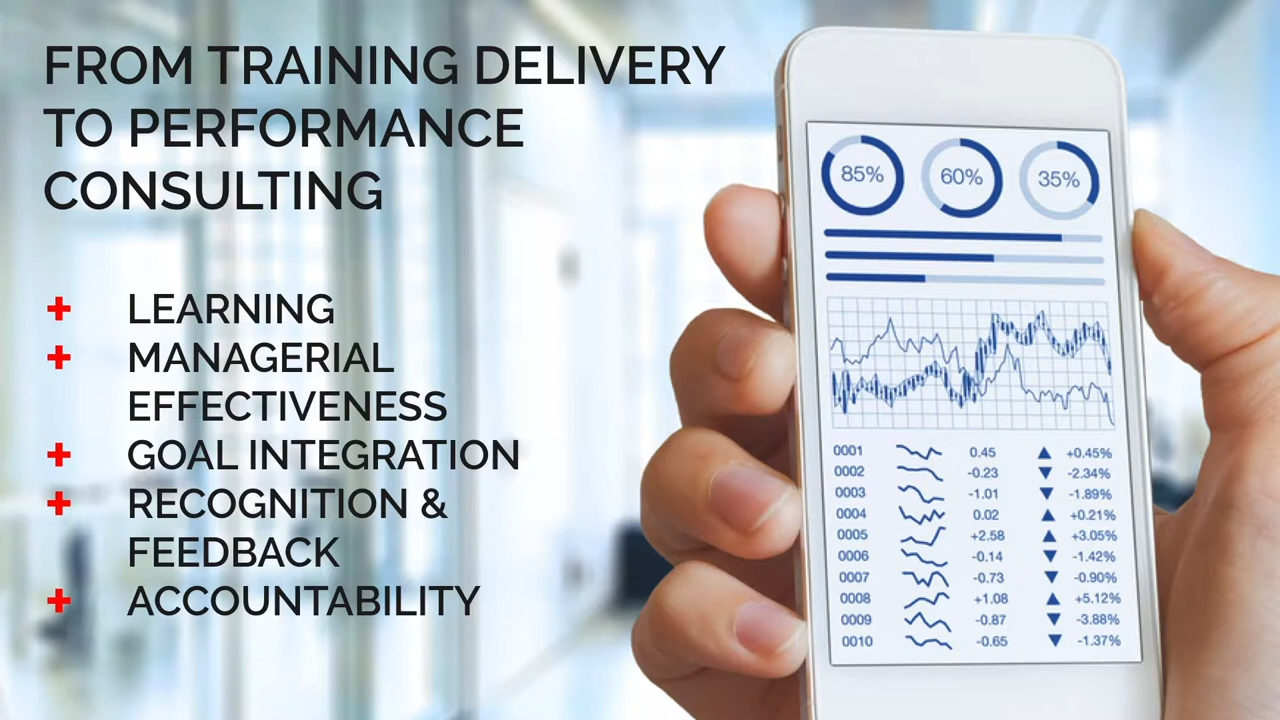 FROM TRAINING DELIVERY
TO PERFORMANCE
CONSULTING
+ LEARNING
+ MANAGERIAL
EFFECTIVENESS
+ GOAL INTEGRATION
+ RECOGNITION &
FEEDBACK
+ ACCOUNTABILITY
85% 60% 35%
0001 0.45 ▲ +0.45%
0002 -0.23 ▼ -2.34%
0003 -1.01 ▼ -1.89%
0004 0.02 ▲ +0.21%
0005 +2.58 ▲ +3.05%
0006 -0.14 ▼ -1.42%
0007 -0.73 ▼ -0.90%
0008 +1.08 ▲ +5.12%
0009 -0.87 ▼ -3.88%
0010 -0.65 ▼ -1.37%